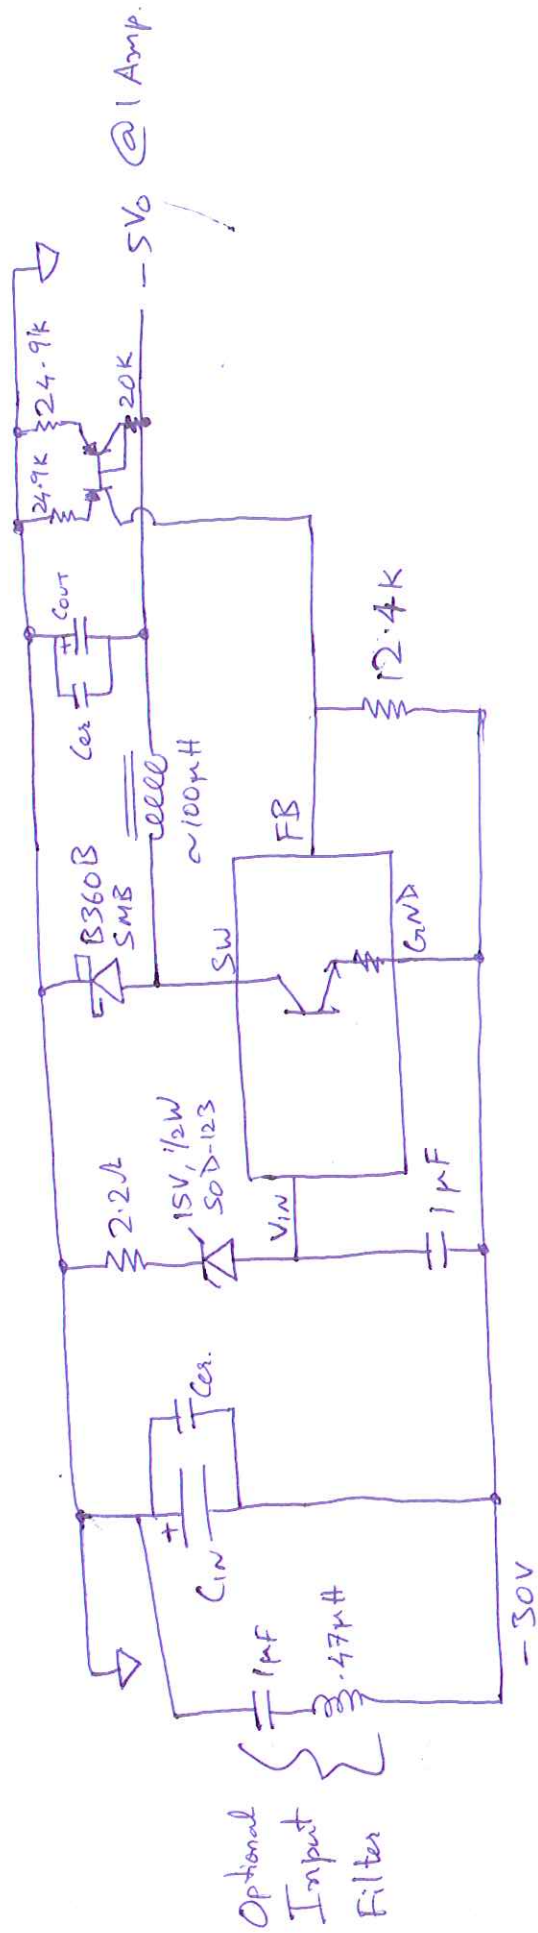 Optional
Input
Filter
1µF
.47µH
-30V
+
CIN
Cer.
2.2Ω
15V, 1/2W
SOD-123
VIN
1µF
B360B
SMB
SW
FB
GND
~100µH
Cer
+
COUT
24.9K
24.9K
20K
12.4K
-5V0 @ 1 Amp.